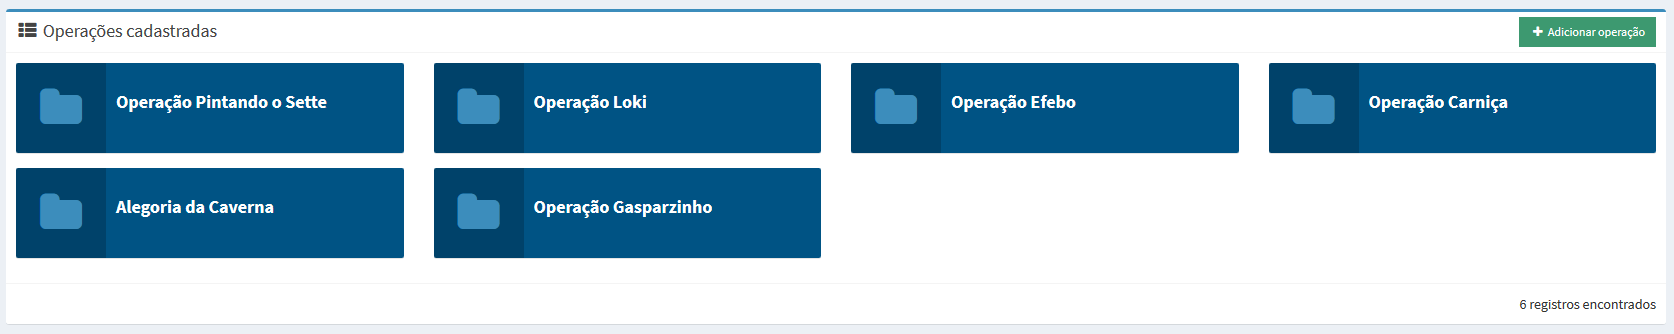 Operações cadastradas
Adicionar operação
Operação Pintando o Sette
Operação Loki
Operação Efebo
Operação Carniça
Alegoria da Caverna
Operação Gasparzinho
6 registros encontrados